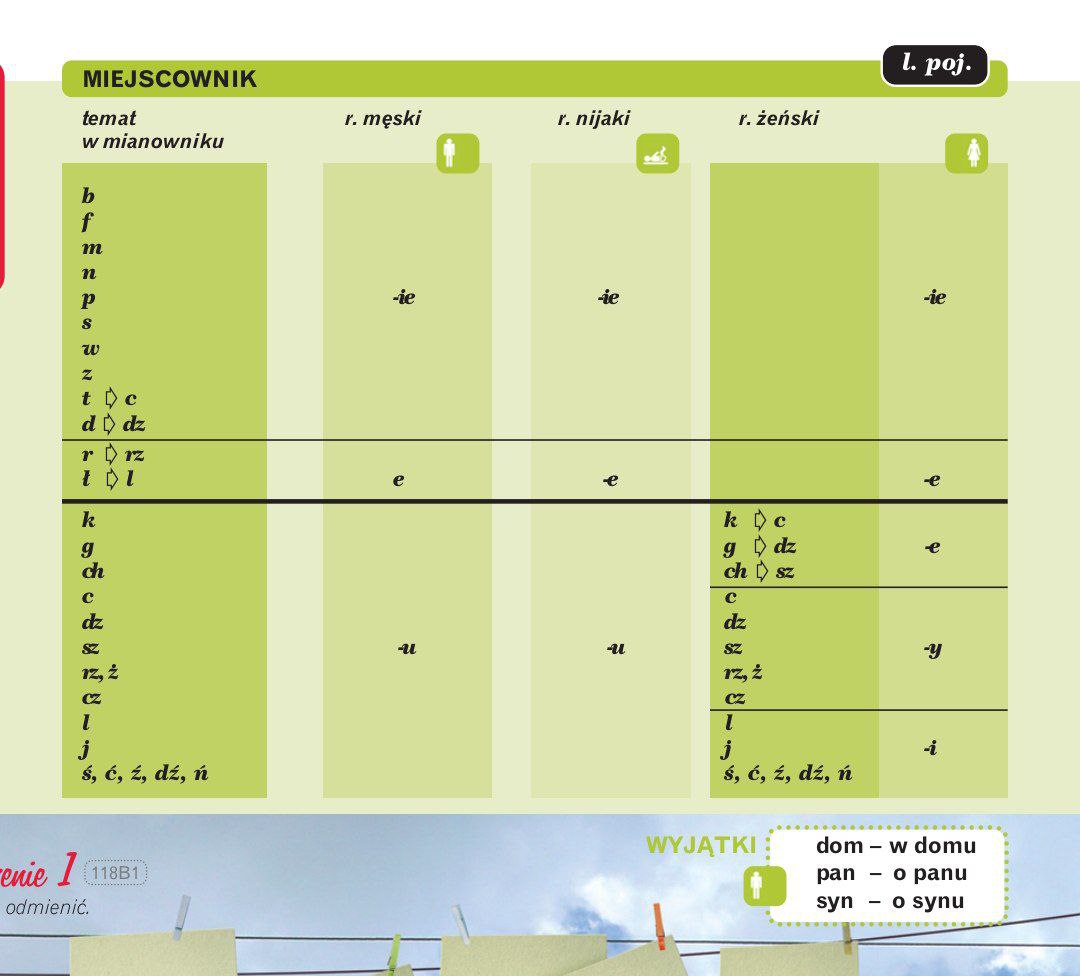 l. poj.
MIEJSCOWNIK
temat
w mianowniku
r. męski
r. nijaki
r. żeński
b
f
m
n
p -ie -ie -ie
s
w
z
t ⇨ c
d ⇨ dz
r ⇨ rz
ł ⇨ l e -e -e
k k ⇨ c
g g ⇨ dz -e
ch ch ⇨ sz
c c
dz dz
sz -u -u sz -y
rz, ż rz, ż
cz cz
l l
j j -i
ś, ć, ź, dź, ń ś, ć, ź, dź, ń
WYJĄTKI
dom – w domu
pan – o panu
syn – o synu
enie 1 118B1
odmienić.